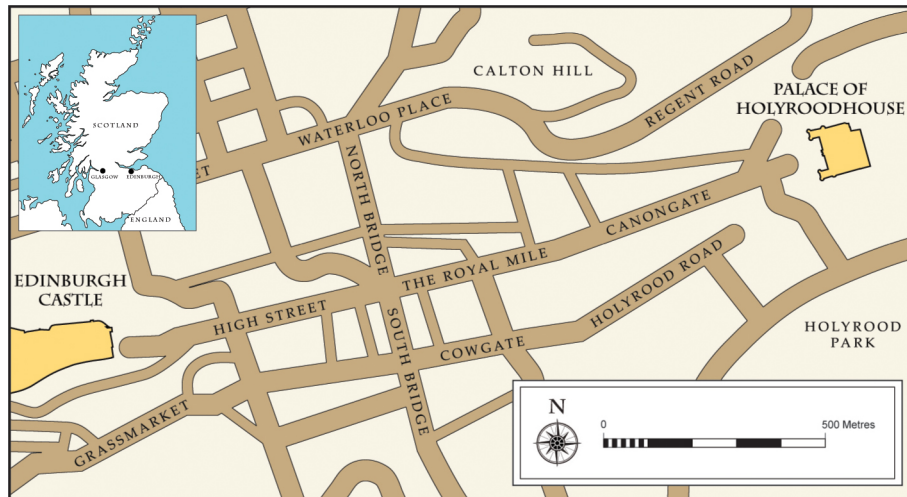 SCOTLAND
GLASGOW
EDINBURGH
ENGLAND
CALTON HILL
REGENT ROAD
PALACE OF
HOLYROODHOUSE
WATERLOO PLACE
ET
NORTH BRIDGE
CANONGATE
THE ROYAL MILE
HIGH STREET
HOLYROOD ROAD
EDINBURGH
CASTLE
SOUTH BRIDGE
COWGATE
HOLYROOD
PARK
GRASSMARKET
N
0
500 Metres